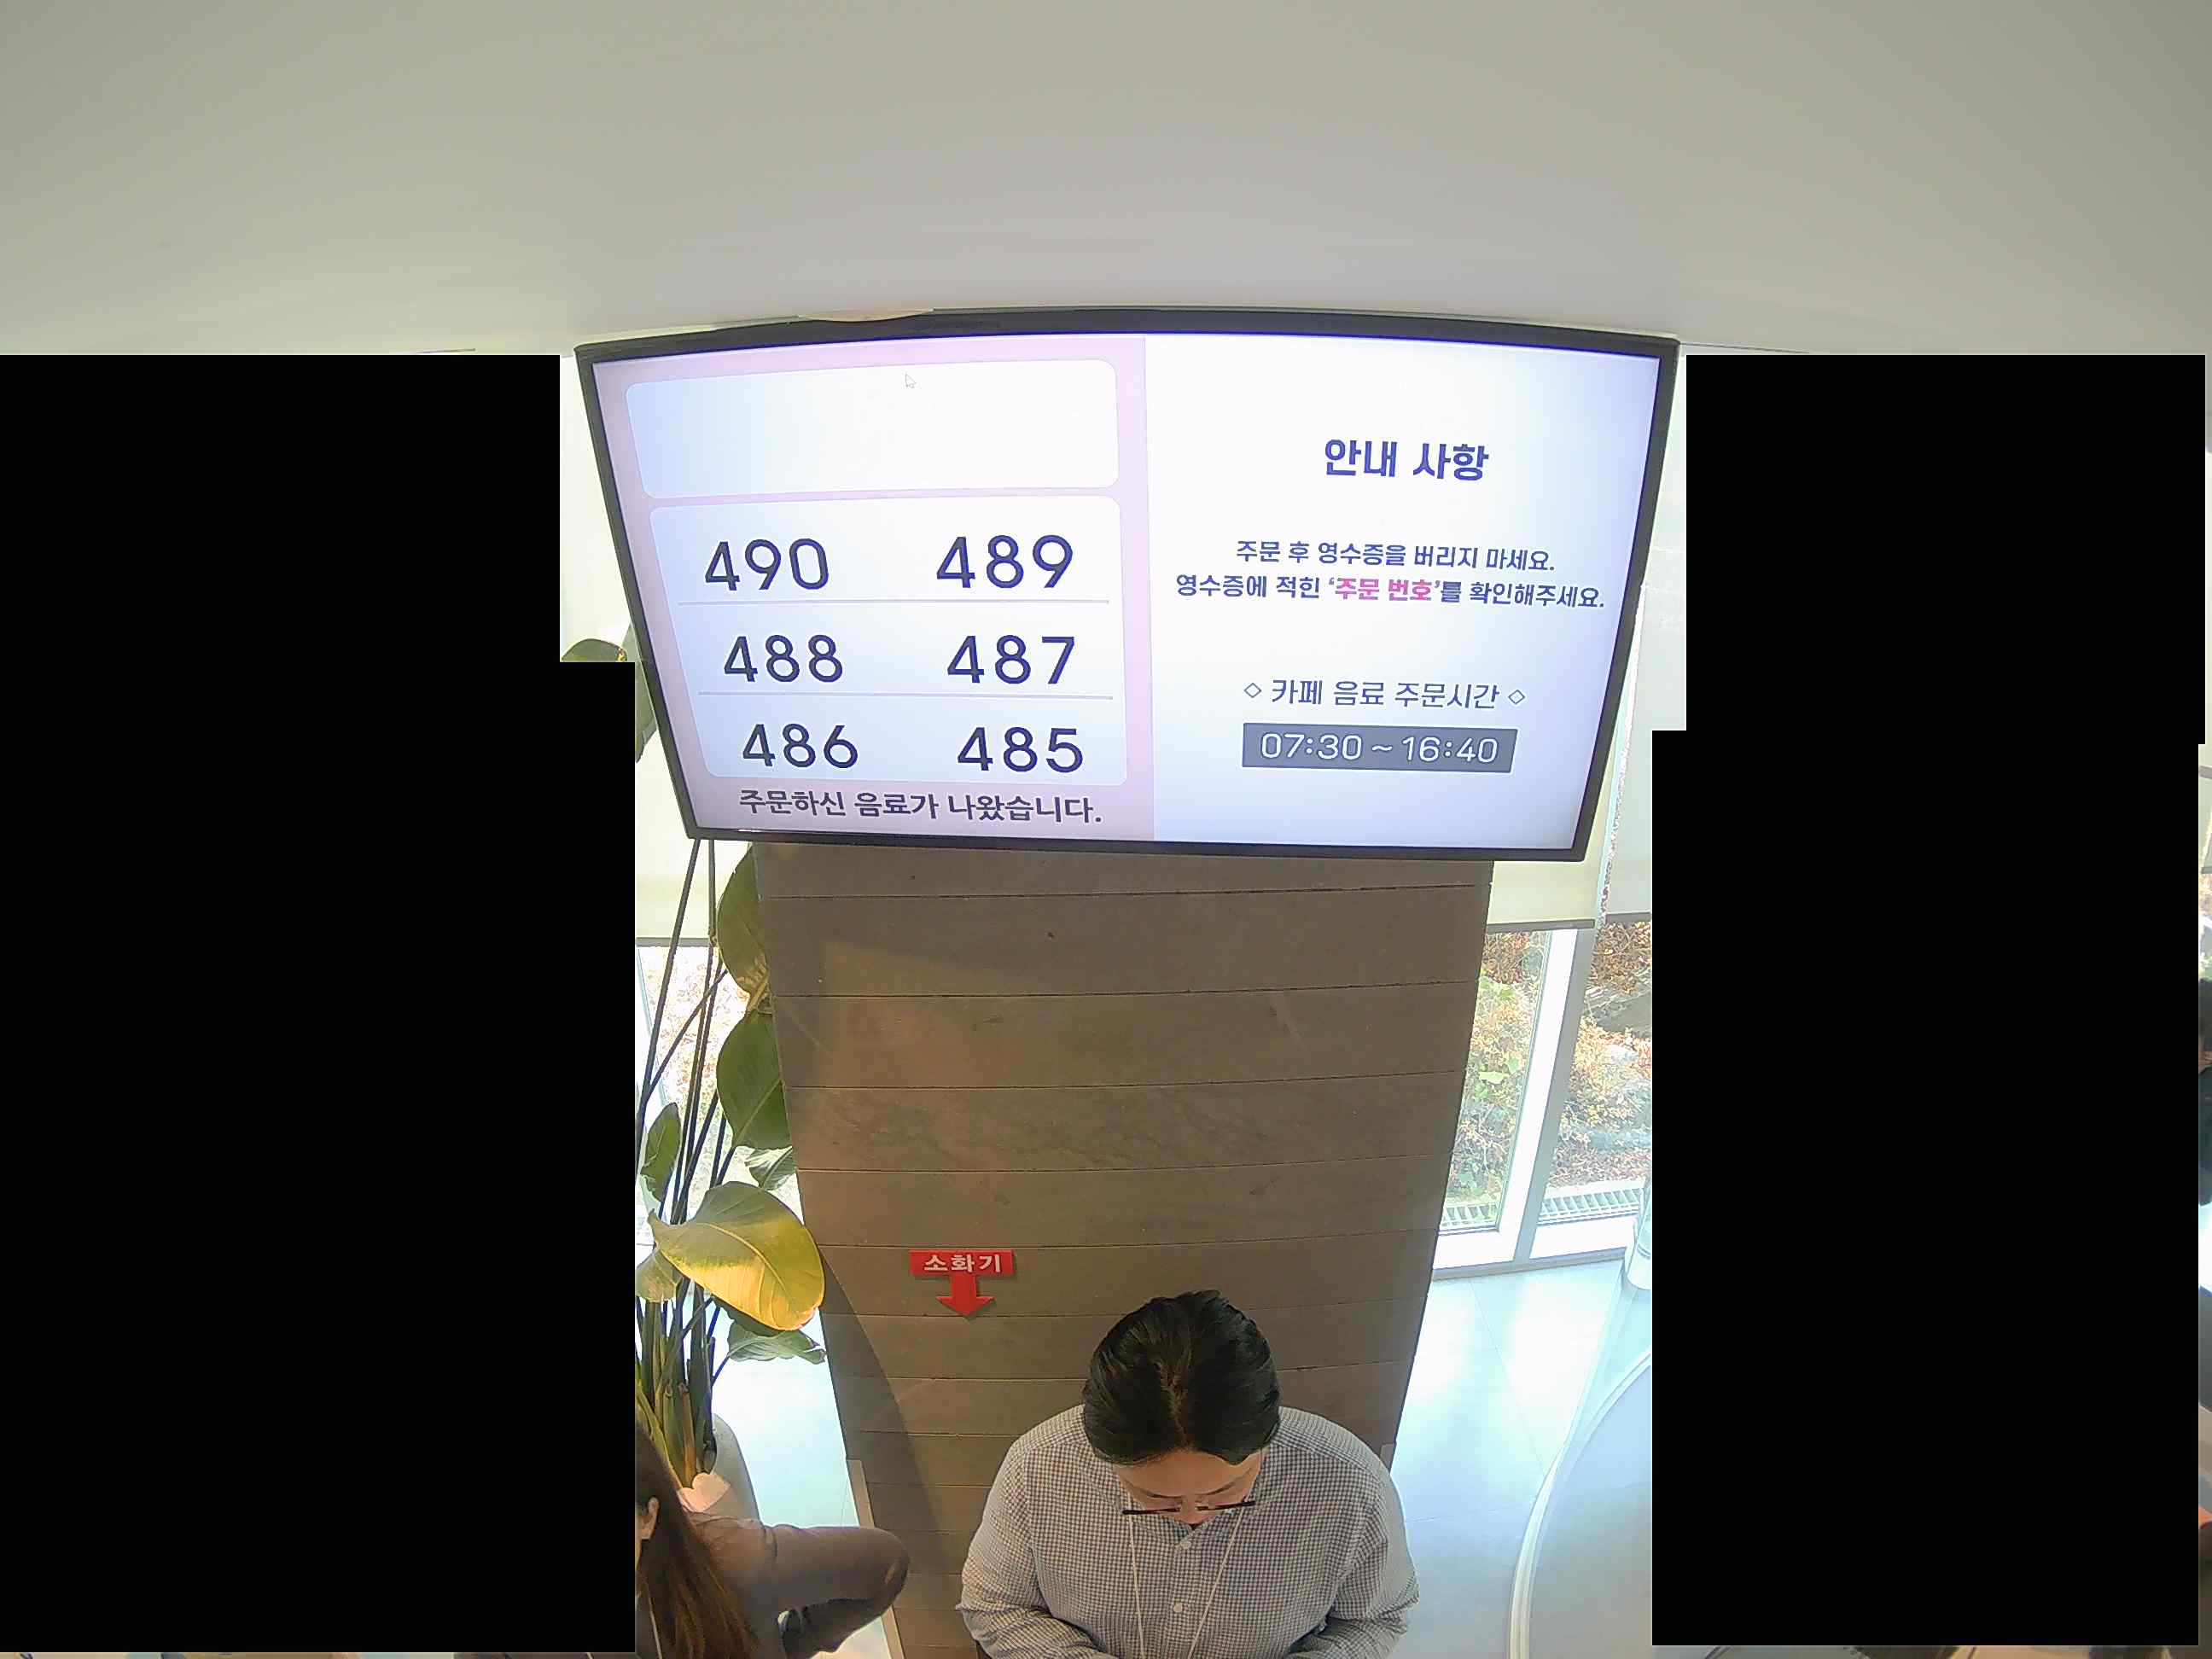 490 489
488 487
486 485
주문하신 음료가 나왔습니다.
안내 사항
주문 후 영수증을 버리지 마세요.
영수증에 적힌 ‘주문 번호’를 확인해주세요.
◇ 카페 음료 주문시간 ◇
07:30 ~ 16:40
소화기